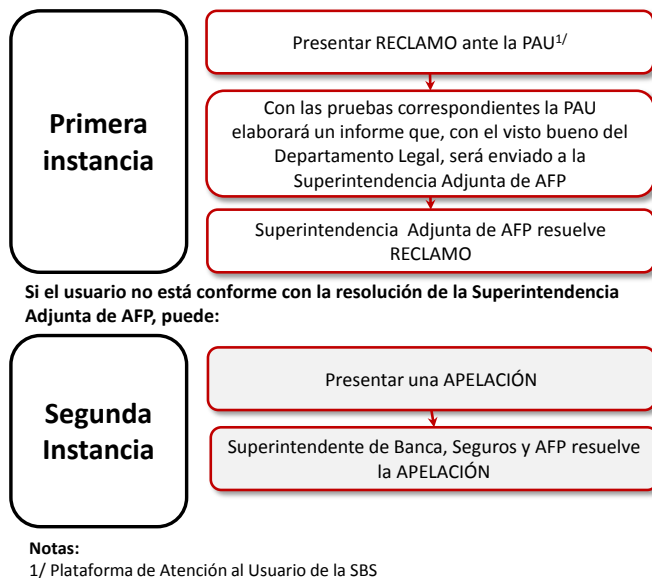 Primera
instancia
Presentar RECLAMO ante la PAU1/
Con las pruebas correspondientes la PAU
elaborará un informe que, con el visto bueno del
Departamento Legal, será enviado a la
Superintendencia Adjunta de AFP
Superintendencia Adjunta de AFP resuelve
RECLAMO
Si el usuario no está conforme con la resolución de la Superintendencia
Adjunta de AFP, puede:
Segunda
Instancia
Presentar una APELACIÓN
Superintendente de Banca, Seguros y AFP resuelve
la APELACIÓN
Notas:
1/ Plataforma de Atención al Usuario de la SBS